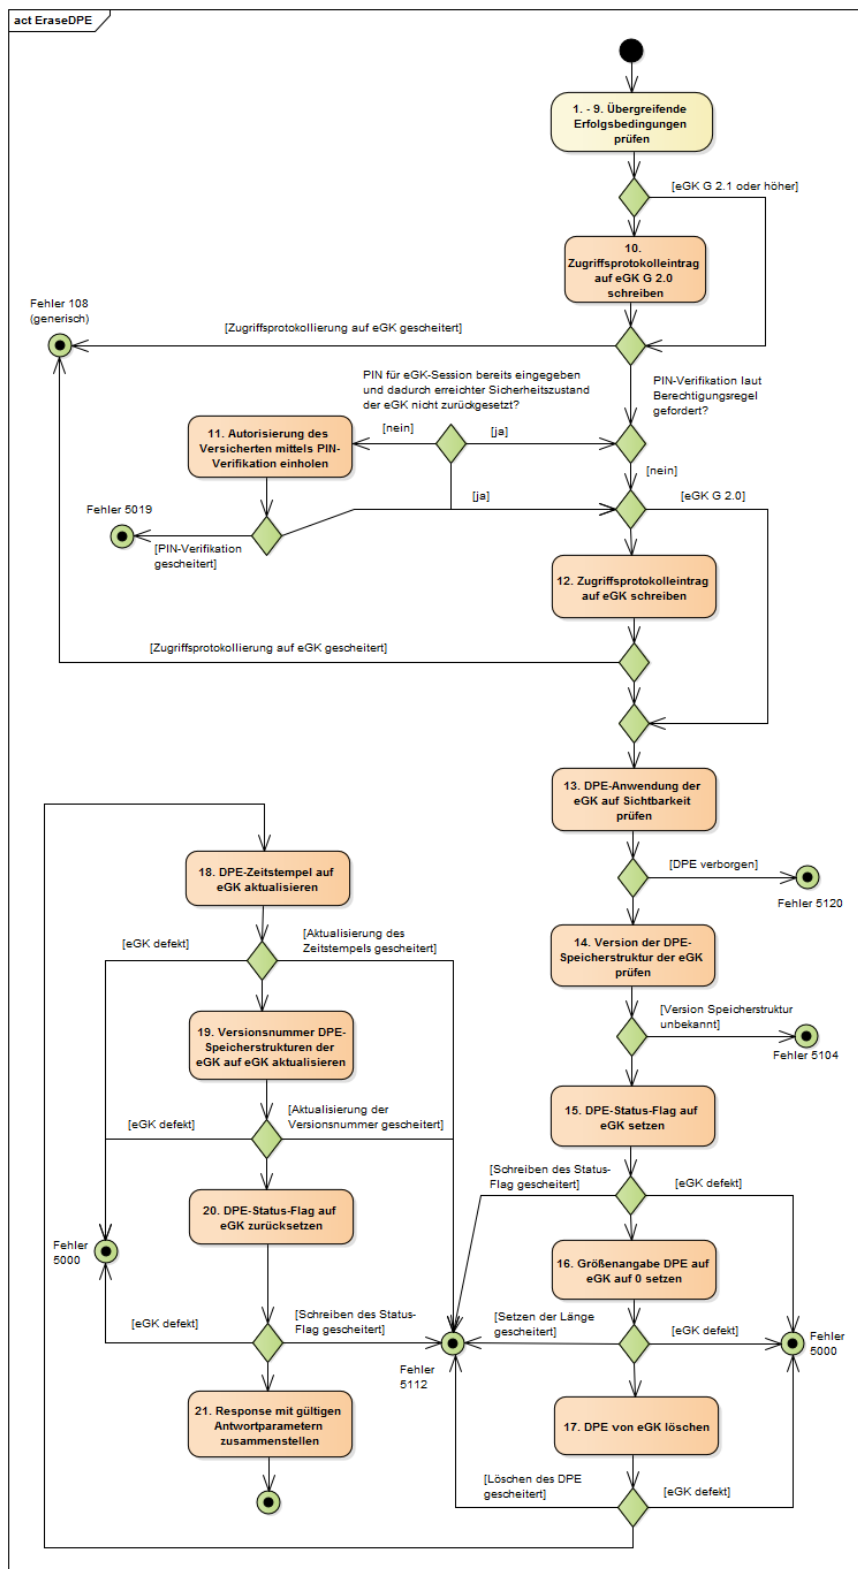 act EraseDPE
1. - 9. Übergreifende
Erfolgsbedingungen
prüfen
[eGK G 2.1 oder höher]
10.
Zugriffsprotokolleintrag
auf eGK G 2.0
schreiben
Fehler 108
(generisch)
[Zugriffsprotokollierung auf eGK gescheitert]
PIN für eGK-Session bereits eingegeben
und dadurch erreichter Sicherheitszustand
der eGK nicht zurückgesetzt?
PIN-Verifikation laut
Berechtigungsregel
gefordert?
11. Autorisierung des
Versicherten mittels PIN-
Verifikation einholen
[nein]
[ja]
[nein]
Fehler 5019
[ja]
[eGK G 2.0]
[PIN-Verifikation
gescheitert]
12. Zugriffsprotokolleintrag
auf eGK schreiben
[Zugriffsprotokollierung auf eGK gescheitert]
13. DPE-Anwendung der
eGK auf Sichtbarkeit
prüfen
[DPE verborgen]
Fehler 5120
14. Version der DPE-
Speicherstruktur der eGK
prüfen
[Version Speicherstruktur
unbekannt]
Fehler 5104
15. DPE-Status-Flag auf
eGK setzen
[Schreiben des Status-
Flag gescheitert]
[eGK defekt]
16. Größenangabe DPE auf
eGK auf 0 setzen
[Setzen der Länge
gescheitert]
[eGK defekt]
Fehler
5000
Fehler
5112
17. DPE von eGK löschen
[Löschen des DPE
gescheitert]
[eGK defekt]
18. DPE-Zeitstempel auf
eGK aktualisieren
[eGK defekt]
[Aktualisierung des
Zeitstempels gescheitert]
19. Versionsnummer DPE-
Speicherstrukturen der
eGK auf eGK aktualisieren
[eGK defekt]
[Aktualisierung der
Versionsnummer gescheitert]
20. DPE-Status-Flag auf
eGK zurücksetzen
Fehler
5000
[eGK defekt]
[Schreiben des Status-
Flag gescheitert]
21. Response mit gültigen
Antwortparametern
zusammenstellen